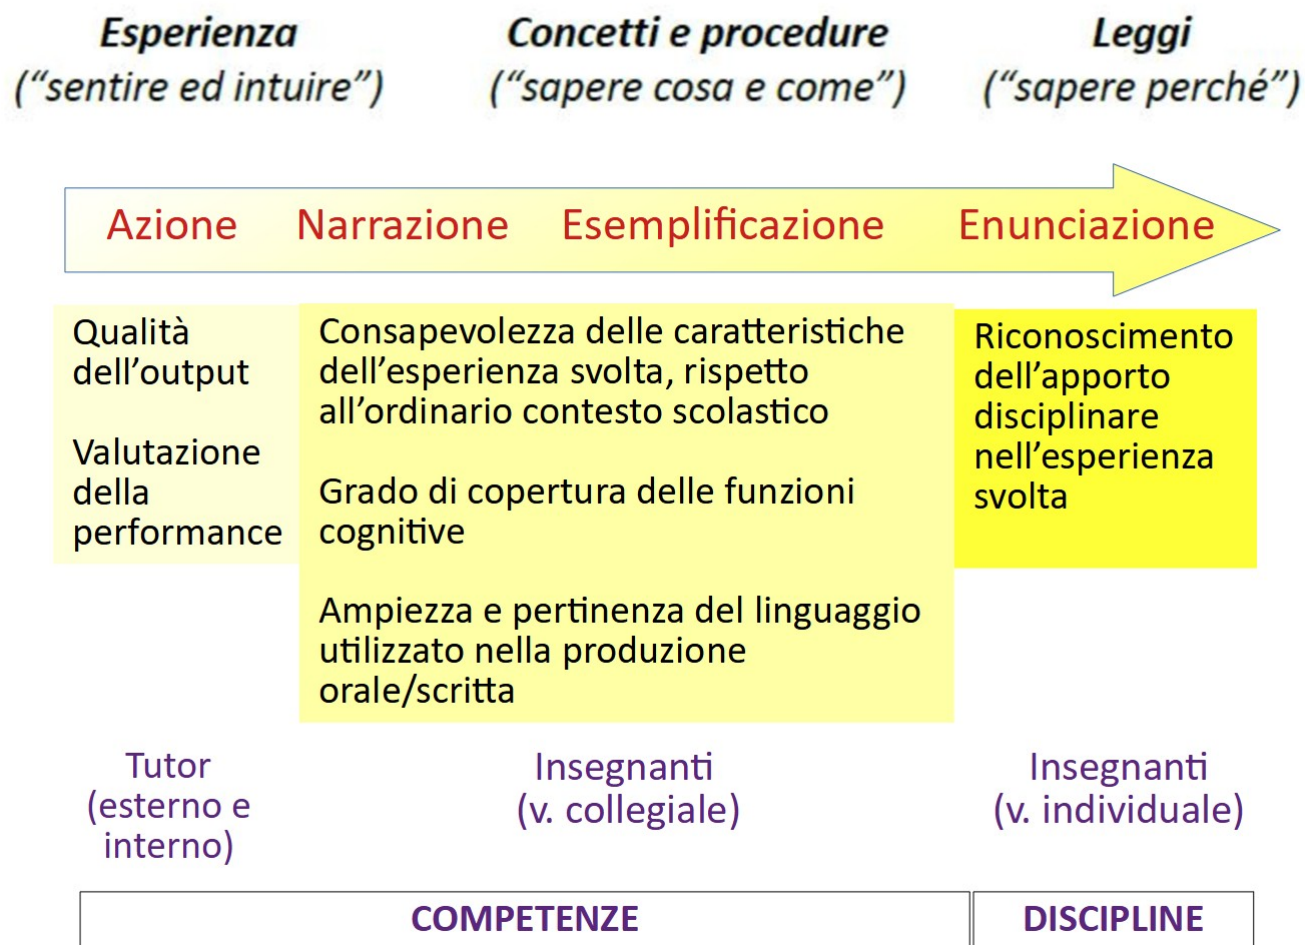 Esperienza
("sentire ed intuire")
Concetti e procedure
("sapere cosa e come")
Leggi
("sapere perché")
Azione
Narrazione
Esemplificazione
Enunciazione
Qualità
dell'output
Valutazione
della
performance
Consapevolezza delle caratteristiche
dell'esperienza svolta, rispetto
all'ordinario contesto scolastico
Grado di copertura delle funzioni
cognitive
Ampiezza e pertinenza del linguaggio
utilizzato nella produzione
orale/scritta
Riconoscimento
dell'apporto
disciplinare
nell'esperienza
svolta
Tutor
(esterno e
interno)
Insegnanti
(v. collegiale)
Insegnanti
(v. individuale)
COMPETENZE
DISCIPLINE